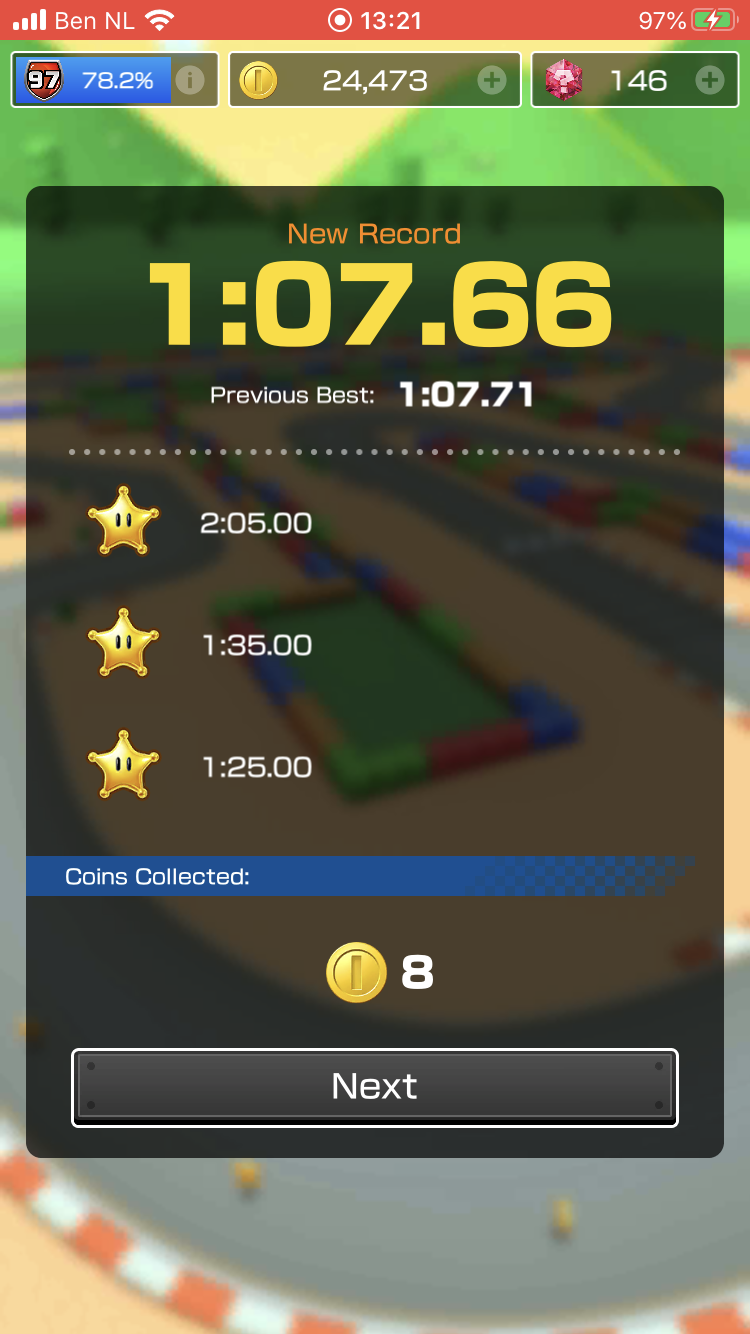 Ben NL 13:21 97%
97 78.2% i 24,473 + 146 +
New Record
1:07.66
Previous Best: 1:07.71
2:05.00
1:35.00
1:25.00
Coins Collected:
8
Next